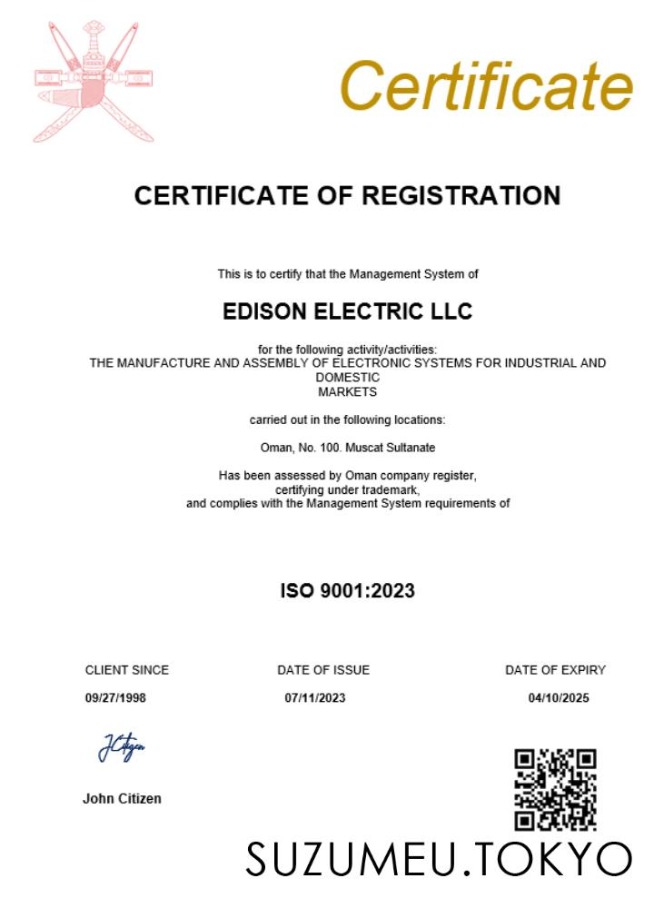 Certificate
CERTIFICATE OF REGISTRATION
This is to certify that the Management System of
EDISON ELECTRIC LLC
for the following activity/activities:
THE MANUFACTURE AND ASSEMBLY OF ELECTRONIC SYSTEMS FOR INDUSTRIAL AND
DOMESTIC
MARKETS
carried out in the following locations:
Oman, No. 100. Muscat Sultanate
Has been assessed by Oman company register,
certifying under trademark,
and complies with the Management System requirements of
ISO 9001:2023
CLIENT SINCE DATE OF ISSUE DATE OF EXPIRY
09/27/1998 07/11/2023 04/10/2025
JCitizen
John Citizen
SUZUMEU.TOKYO